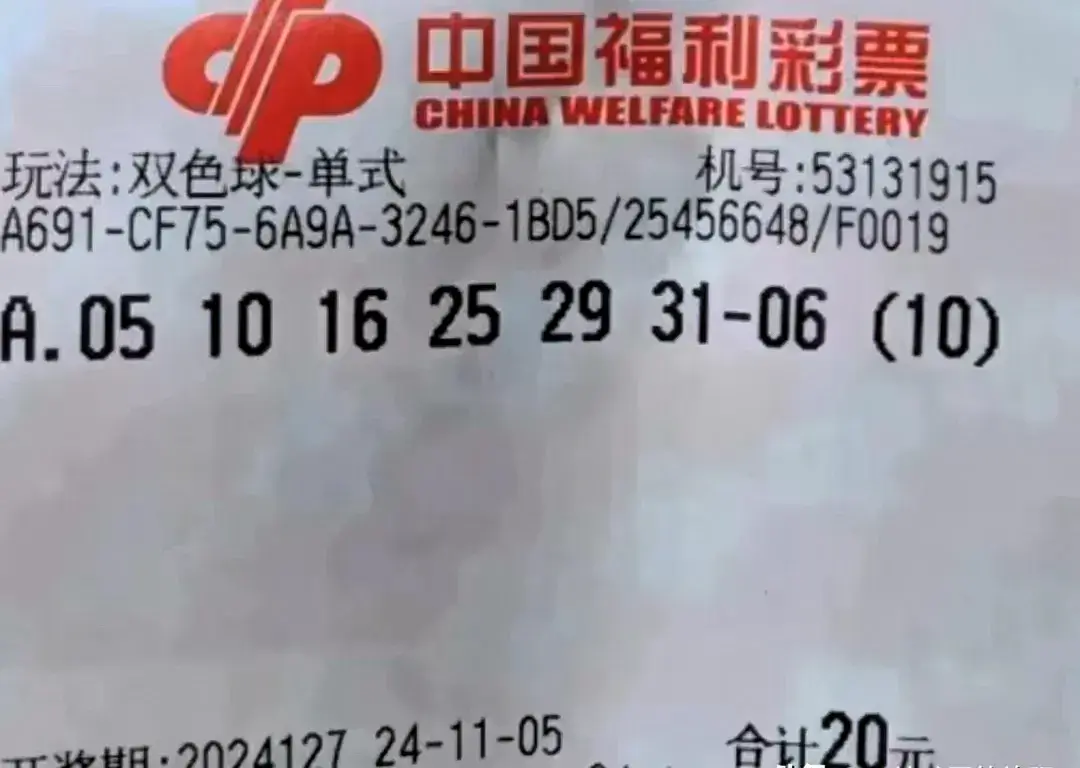 中国福利彩票
CHINA WELFARE LOTTERY
玩法:双色球-单式 机号:53131915
A691-CF75-6A9A-3246-1BD5/25456648/F0019
A.05 10 16 25 29 31-06 (10)
开奖期:2024127 24-11-05 合计20元